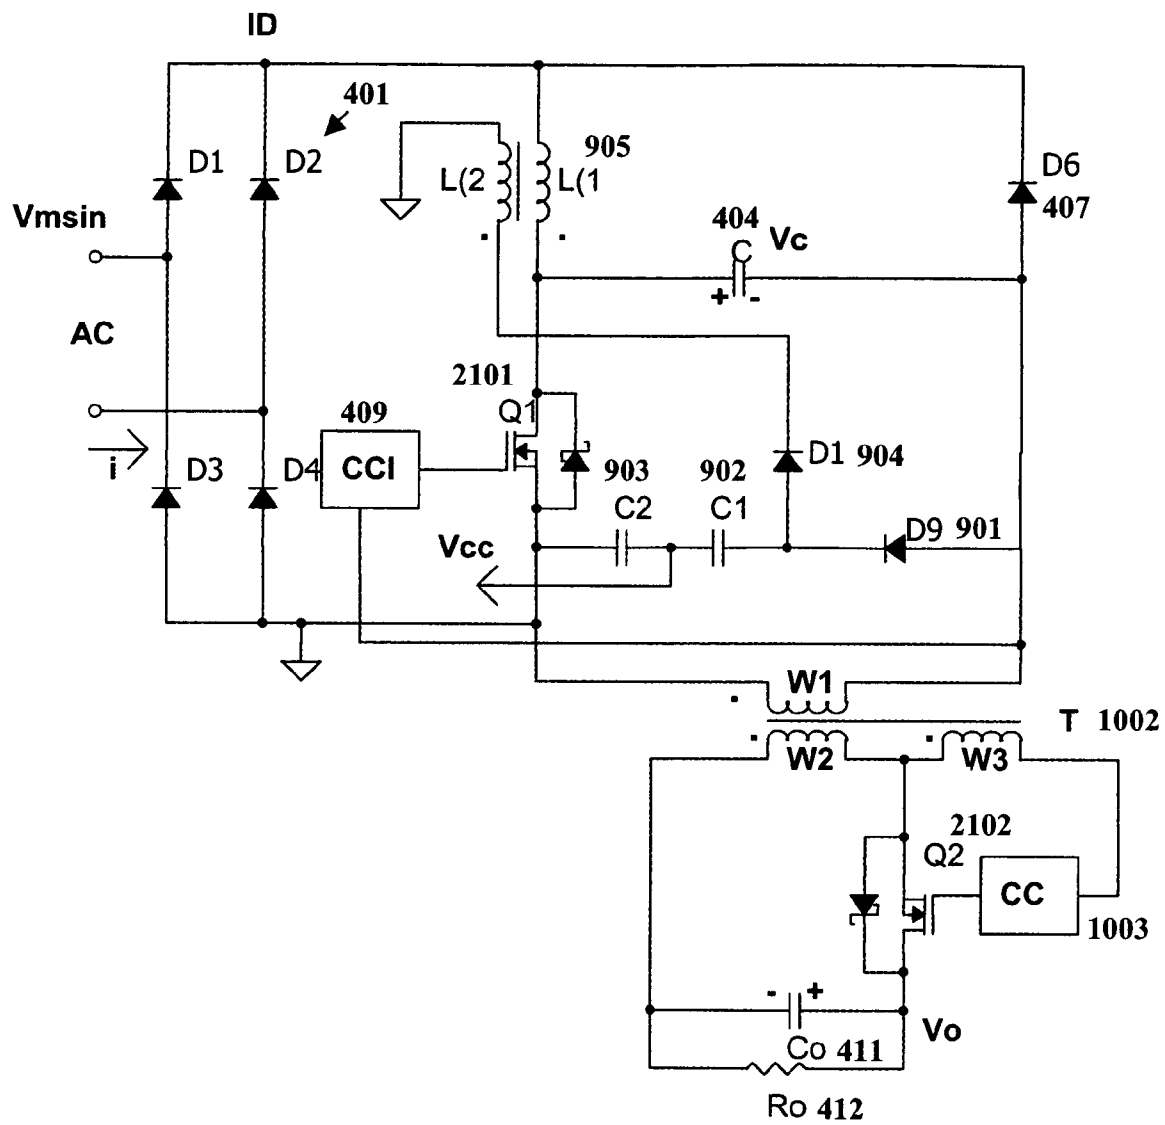 ID
401
D1
D2
905
L(2
L(1
D6
407
Vmsin
404
Vc
C
+ -
AC
2101
Q1
409
CCI
i
D3
D4
903
902
D1 904
C2
C1
D9 901
Vcc
W1
T 1002
W2
W3
2102
Q2
CC
1003
- +
Vo
Co 411
Ro 412